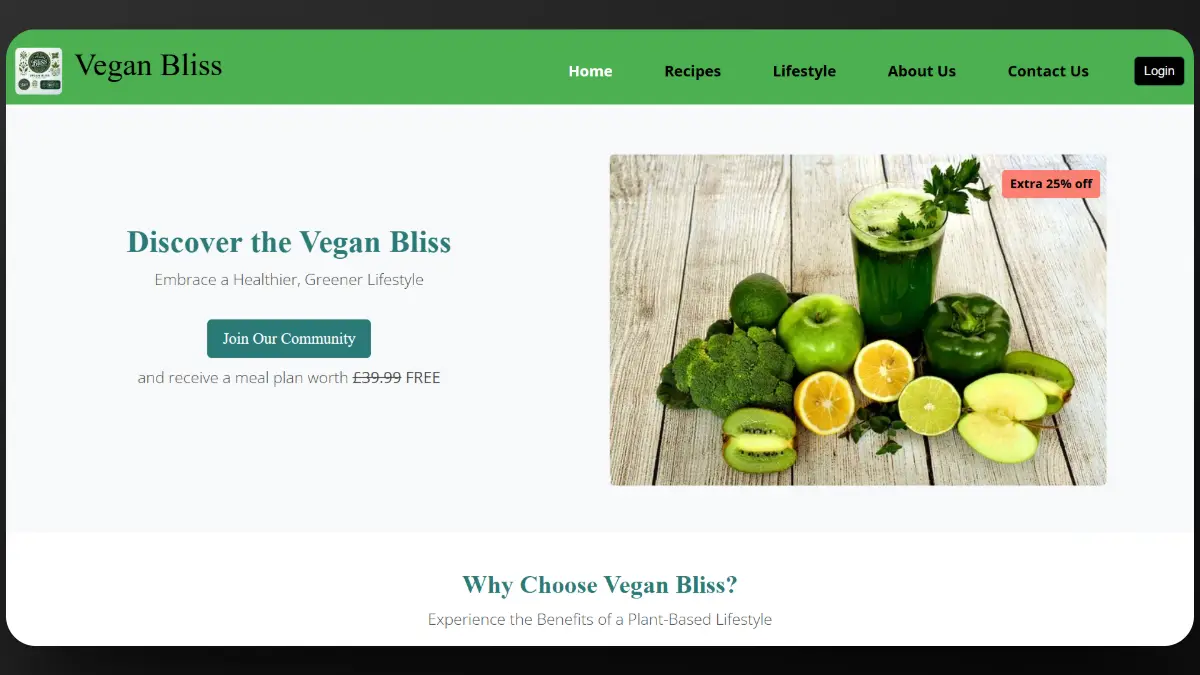 Vegan Bliss
Home Recipes Lifestyle About Us Contact Us Login
Extra 25% off
Discover the Vegan Bliss
Embrace a Healthier, Greener Lifestyle
Join Our Community
and receive a meal plan worth £39.99 FREE
Why Choose Vegan Bliss?
Experience the Benefits of a Plant-Based Lifestyle